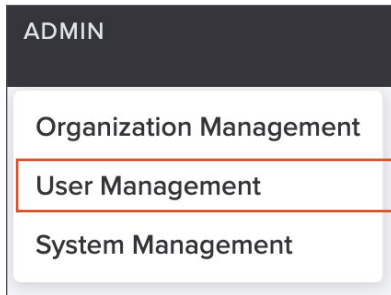 ADMIN
Organization Management
User Management
System Management